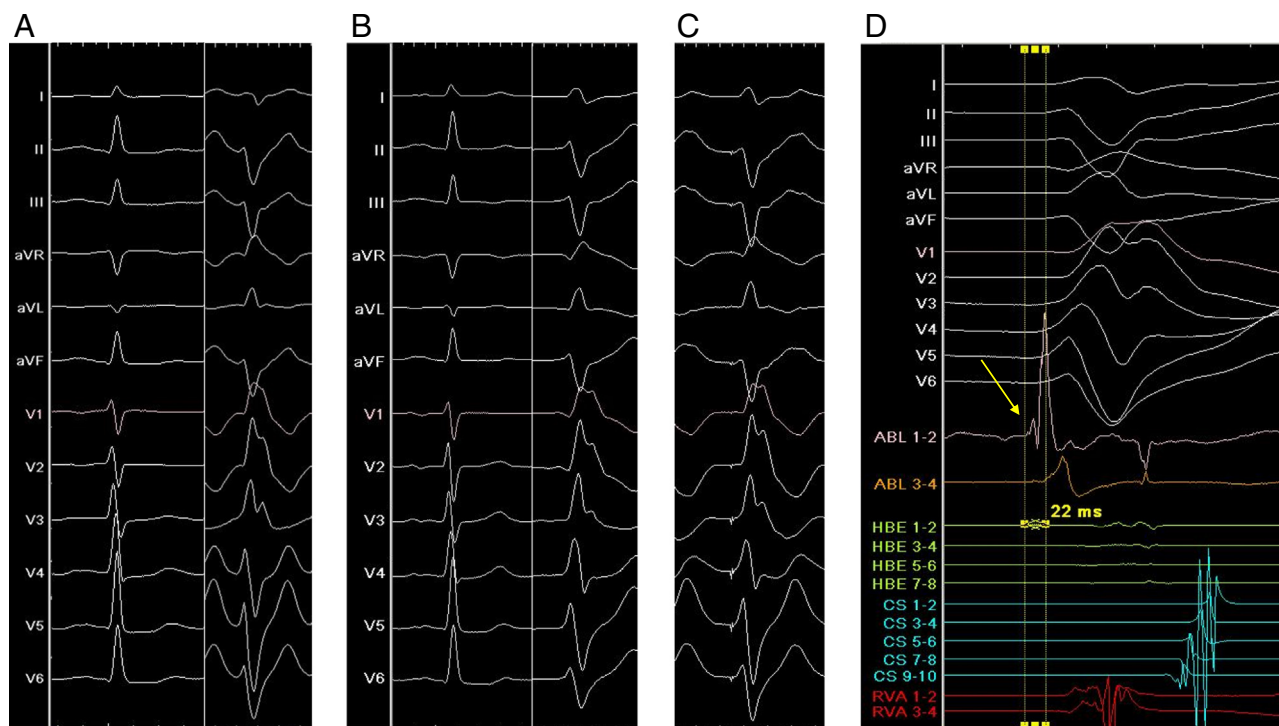 A
I
II
III
aVR
aVL
aVF
V1
V2
V3
V4
V5
V6
B
I
II
III
aVR
aVL
aVF
V1
V2
V3
V4
V5
V6
C
D
I
II
III
aVR
aVL
aVF
V1
V2
V3
V4
V5
V6
ABL 1-2
ABL 3-4
22 ms
HBE 1-2
HBE 3-4
HBE 5-6
HBE 7-8
CS 1-2
CS 3-4
CS 5-6
CS 7-8
CS 9-10
RVA 1-2
RVA 3-4